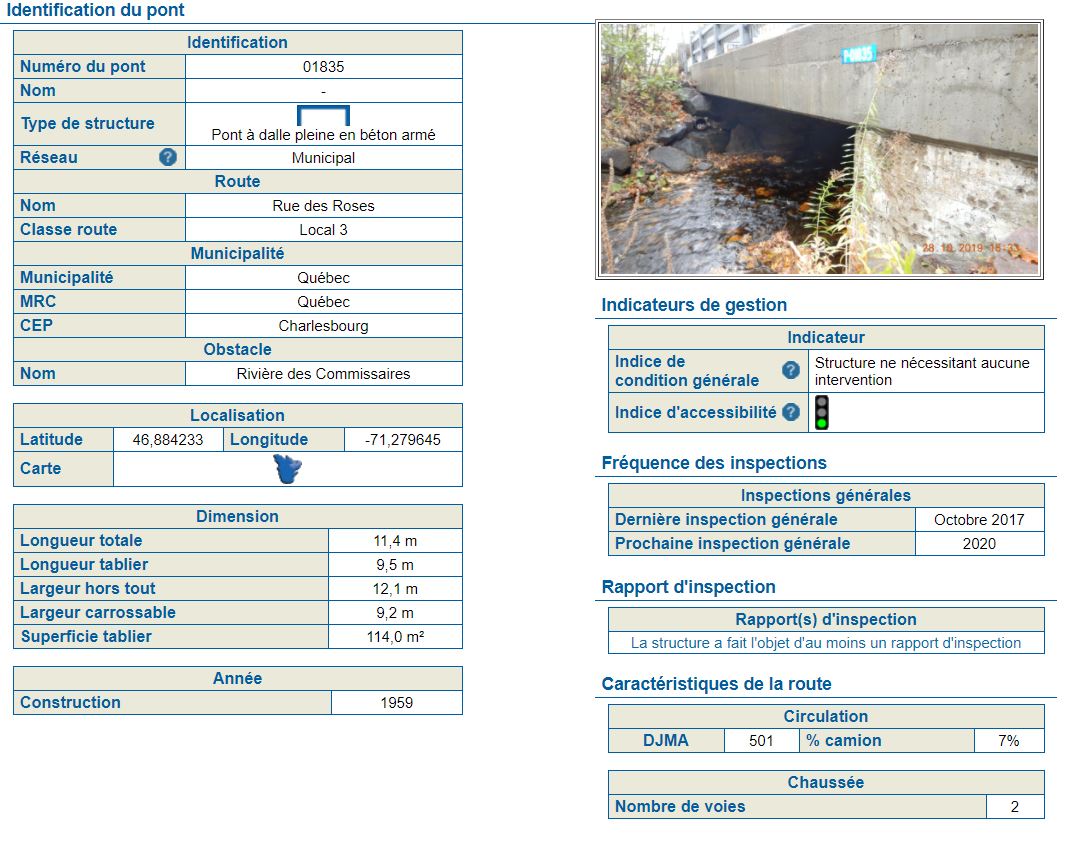 Identification du pont
Identification
Numéro du pont 01835
Nom -
Type de structure Pont à dalle pleine en béton armé
Réseau ? Municipal
Route
Nom Rue des Roses
Classe route Local 3
Municipalité
Municipalité Québec
MRC Québec
CEP Charlesbourg
Obstacle
Nom Rivière des Commissaires
Localisation
Latitude 46,884233 Longitude -71,279645
Carte
Dimension
Longueur totale 11,4 m
Longueur tablier 9,5 m
Largeur hors tout 12,1 m
Largeur carrossable 9,2 m
Superficie tablier 114,0 m²
Année
Construction 1959
P-01835
28.10.2019 15:33
Indicateurs de gestion
Indicateur
Indice de
condition générale ? Structure ne nécessitant aucune
intervention
Indice d'accessibilité ?
Fréquence des inspections
Inspections générales
Dernière inspection générale Octobre 2017
Prochaine inspection générale 2020
Rapport d'inspection
Rapport(s) d'inspection
La structure a fait l'objet d'au moins un rapport d'inspection
Caractéristiques de la route
Circulation
DJMA 501 % camion 7%
Chaussée
Nombre de voies 2